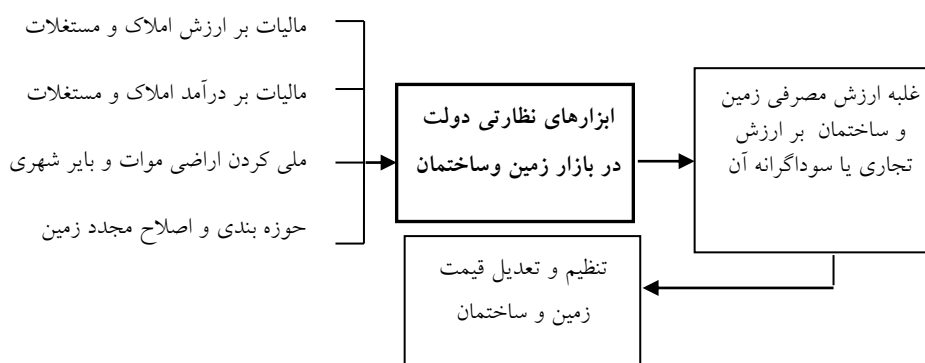 مالیات بر ارزش املاک و مستغلات
مالیات بر درآمد املاک و مستغلات
ملی کردن اراضی موات و بایر شهری
حوزه بندی و اصلاح مجدد زمین
ابزارهای نظارتی دولت
در بازار زمین وساختمان
غلبه ارزش مصرفی زمین
و ساختمان بر ارزش
تجاری یا سوداگرانه آن
تنظیم و تعدیل قیمت
زمین و ساختمان